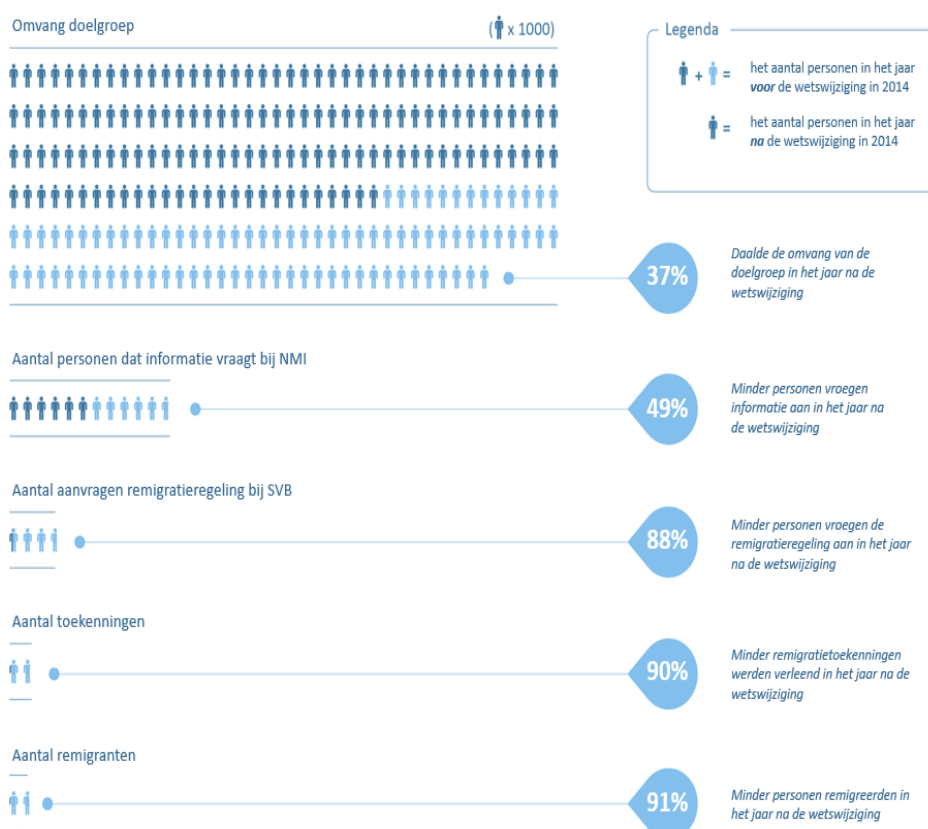 Omvang doelgroep
( x 1000)
Legenda
+ =
het aantal personen in het jaar
voor de wetswijziging in 2014
=
het aantal personen in het jaar
na de wetswijziging in 2014
37%
Daalde de omvang van de
doelgroep in het jaar na de
wetswijziging
Aantal personen dat informatie vraagt bij NMI
49%
Minder personen vroegen
informatie aan in het jaar na
de wetswijziging
Aantal aanvragen remigratieregeling bij SVB
88%
Minder personen vroegen de
remigratieregeling aan in het jaar
na de wetswijziging
Aantal toekenningen
90%
Minder remigratietoekenningen
werden verleend in het jaar na de
wetswijziging
Aantal remigranten
91%
Minder personen remigreerden in
het jaar na de wetswijziging